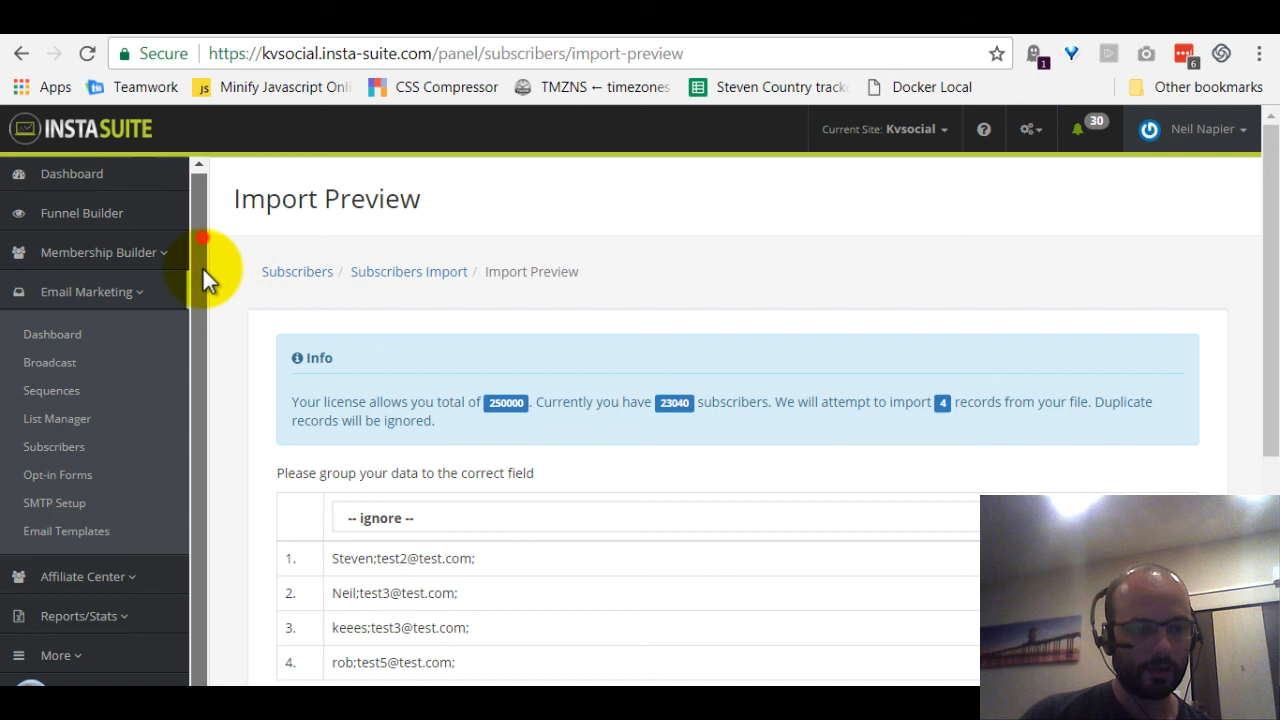 Secure https://kvsocial.insta-suite.com/panel/subscribers/import-preview
1
6
Apps Teamwork JS Minify Javascript Onli CSS Compressor TMZNS ← timezones Steven Country track Docker Local Other bookmarks
INSTASUITE Current Site: Kvsocial 30 Neil Napier
Dashboard
Funnel Builder
Membership Builder
Email Marketing
Dashboard
Broadcast
Sequences
List Manager
Subscribers
Opt-in Forms
SMTP Setup
Email Templates
Affiliate Center
Reports/Stats
More
Import Preview
Subscribers / Subscribers Import / Import Preview
Info
Your license allows you total of 250000. Currently you have 23040 subscribers. We will attempt to import 4 records from your file. Duplicate
records will be ignored.
Please group your data to the correct field
-- ignore --
1. Steven;test2@test.com;
2. Neil;test3@test.com;
3. keees;test3@test.com;
4. rob;test5@test.com;